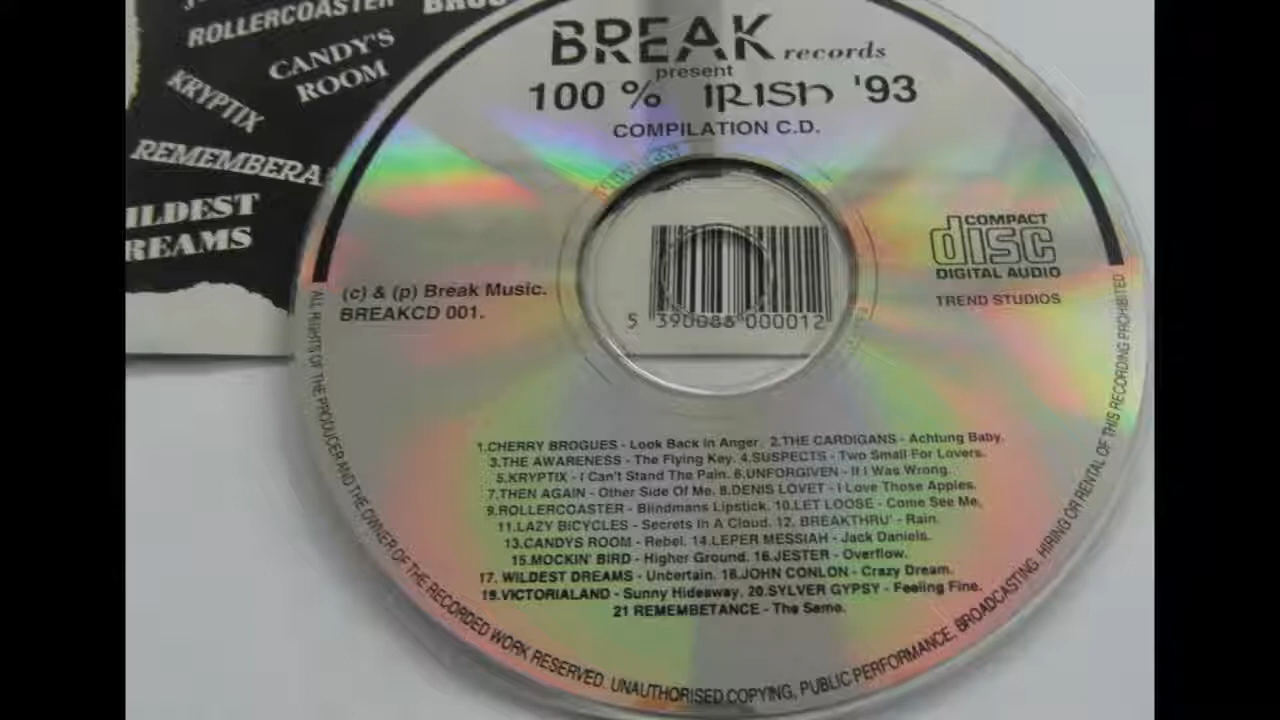 ROLLERCOASTER
CANDY'S
ROOM
KRYPTIX
REMEMBERA
ILDEST
REAMS
BREAK records
present
100 % IRISH '93
COMPILATION C.D.
COMPACT
disc
DIGITAL AUDIO
TREND STUDIOS
(c) & (p) Break Music.
BREAKCD 001.
5 390088 000012
1.CHERRY BROGUES - Look Back in Anger. 2.THE CARDIGANS - Achtung Baby.
3.THE AWARENESS - The Flying Key. 4.SUSPECTS - Two Small For Lovers.
5.KRYPTIX - I Can't Stand The Pain. 6.UNFORGIVEN - If I Was Wrong.
7.THEN AGAIN - Other Side Of Me. 8.DENIS LOVET - I Love Those Apples.
9.ROLLERCOASTER - Blindmans Lipstick. 10.LET LOOSE - Come See Me.
11.LAZY BICYCLES - Secrets In A Cloud. 12. BREAKTHRU' - Rain.
13.CANDYS ROOM - Rebel. 14.LEPER MESSIAH - Jack Daniels.
15.MOCKIN' BIRD - Higher Ground. 16.JESTER - Overflow.
17. WILDEST DREAMS - Uncertain. 18.JOHN CONLON - Crazy Dream.
19.VICTORIALAND - Sunny Hideaway. 20.SYLVER GYPSY - Feeling Fine.
21 REMEMBETANCE - The Same.
ALL RIGHTS OF THE PRODUCER AND THE OWNER OF THE RECORDED WORK RESERVED. UNAUTHORISED COPYING, PUBLIC PERFORMANCE, BROADCASTING, HIRING OR RENTAL OF THIS RECORDING PROHIBITED